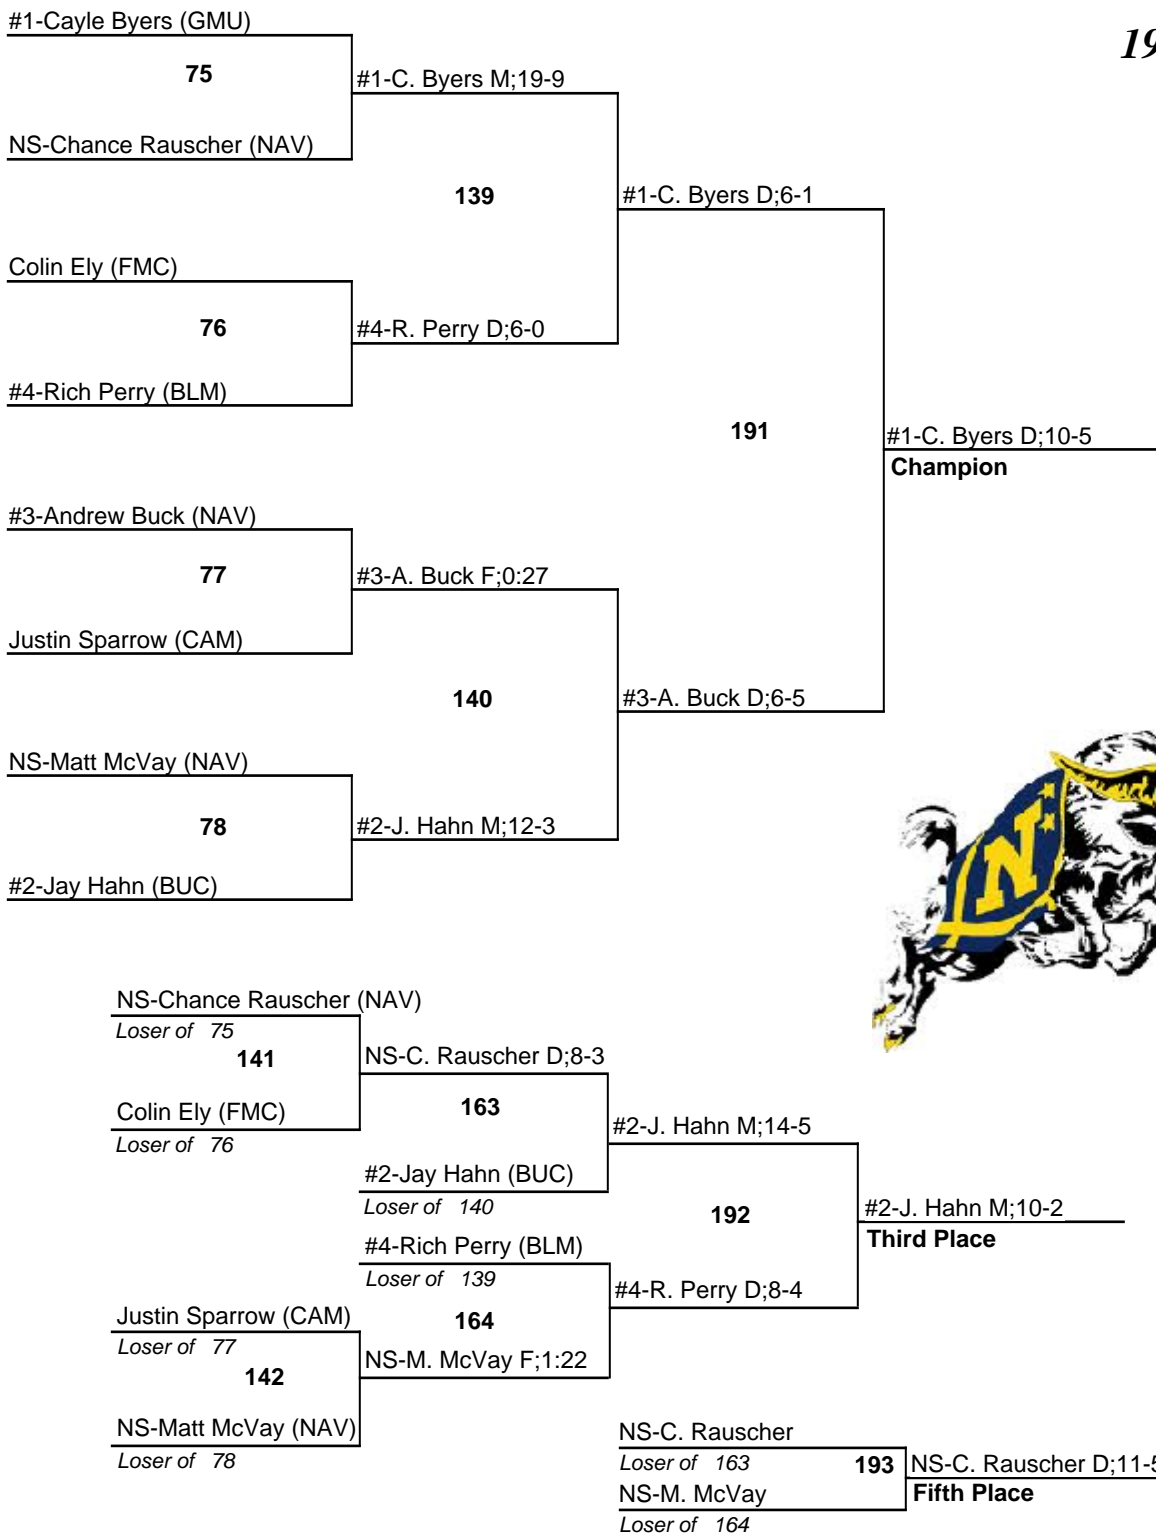 #1-Cayle Byers (GMU)
19
75
#1-C. Byers M;19-9
NS-Chance Rauscher (NAV)
139
#1-C. Byers D;6-1
Colin Ely (FMC)
76
#4-R. Perry D;6-0
#4-Rich Perry (BLM)
191
#1-C. Byers D;10-5
Champion
#3-Andrew Buck (NAV)
77
#3-A. Buck F;0:27
Justin Sparrow (CAM)
140
#3-A. Buck D;6-5
NS-Matt McVay (NAV)
78
#2-J. Hahn M;12-3
#2-Jay Hahn (BUC)
N
NS-Chance Rauscher (NAV)
Loser of 75
141
NS-C. Rauscher D;8-3
Colin Ely (FMC)
Loser of 76
163
#2-J. Hahn M;14-5
#2-Jay Hahn (BUC)
Loser of 140
192
#2-J. Hahn M;10-2
Third Place
#4-Rich Perry (BLM)
Loser of 139
#4-R. Perry D;8-4
Justin Sparrow (CAM)
Loser of 77
164
142
NS-M. McVay F;1:22
NS-Matt McVay (NAV)
Loser of 78
NS-C. Rauscher
Loser of 163
193
NS-C. Rauscher D;11-5
Fifth Place
NS-M. McVay
Loser of 164